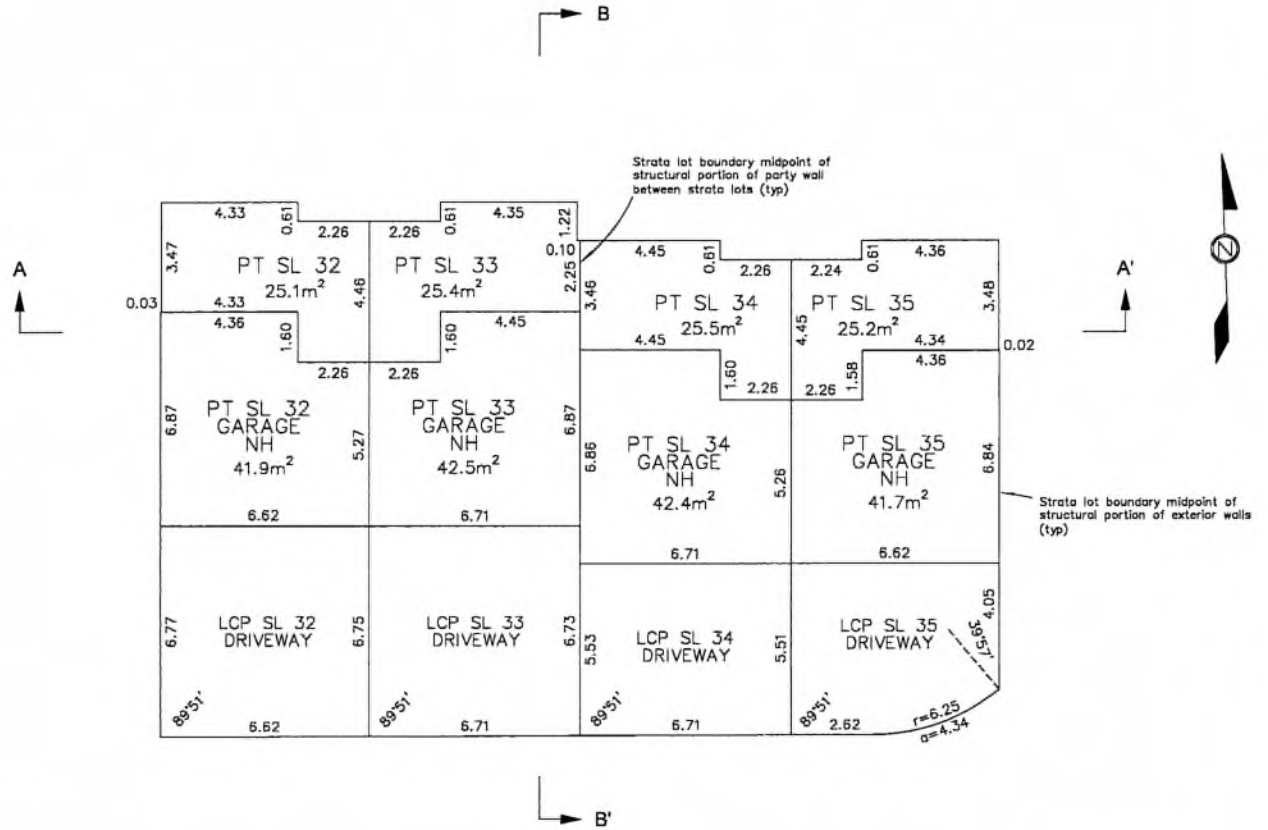 B
Strata lot boundary midpoint of
structural portion of party wall
between strata lots (typ)
4.33
0.61
2.26
2.26
0.61
4.35
1.22
0.10
2.25
4.45
0.61
2.26
2.24
0.61
4.36
Z
A
3.47
PT SL 32
25.1m²
4.46
PT SL 33
25.4m²
3.46
PT SL 34
25.5m²
4.45
PT SL 35
25.2m²
3.48
A'
0.03
4.33
4.36
1.60
2.26
2.26
1.60
4.45
4.45
1.60
2.26
2.26
1.58
4.34
4.36
0.02
6.87
PT SL 32
GARAGE
NH
41.9m²
5.27
PT SL 33
GARAGE
NH
42.5m²
6.87
6.86
PT SL 34
GARAGE
NH
42.4m²
5.26
PT SL 35
GARAGE
NH
41.7m²
6.84
Strata lot boundary midpoint of
structural portion of exterior walls
(typ)
6.62
6.71
6.71
6.62
6.77
LCP SL 32
DRIVEWAY
6.75
LCP SL 33
DRIVEWAY
6.73
5.53
LCP SL 34
DRIVEWAY
5.51
LCP SL 35
DRIVEWAY
4.05
39°57'
89°51'
6.62
89°51'
6.71
89°51'
6.71
89°51'
2.62
r=6.25
a=4.34
B'